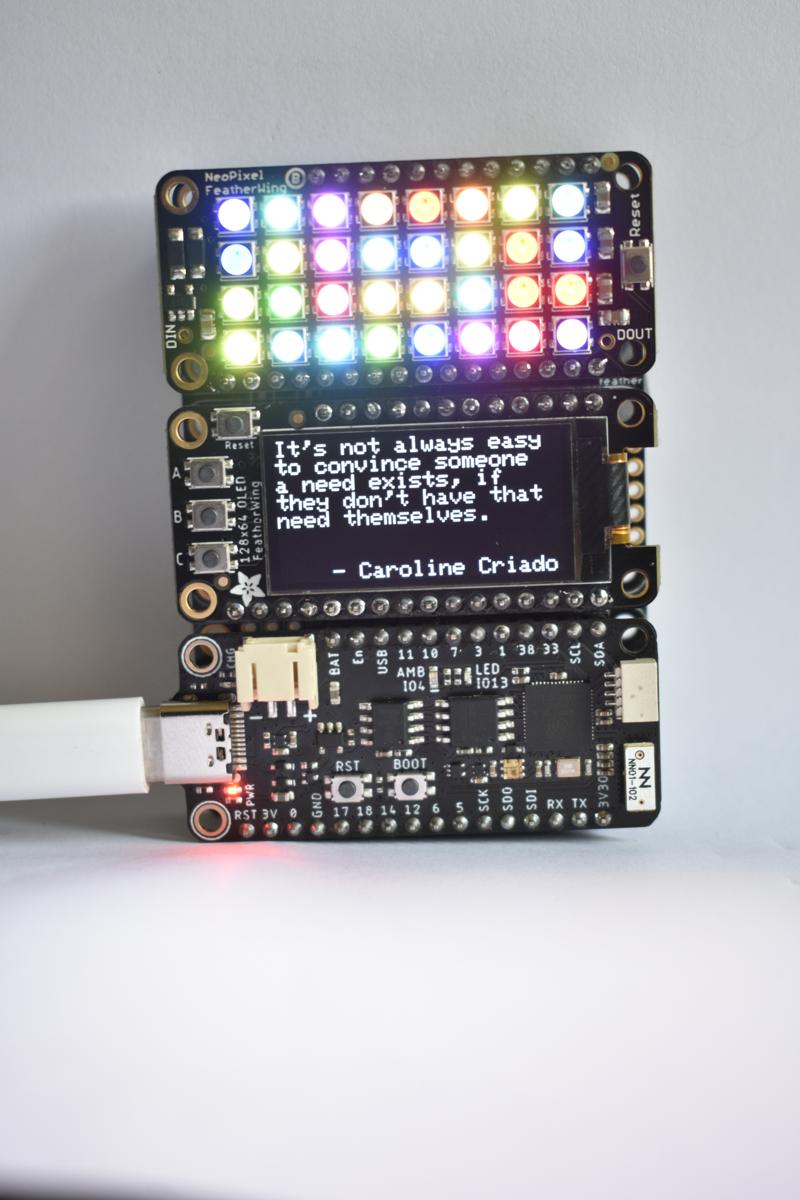 NeoPixel B
FeatherWing
Reset
DIN
DOUT
feather
Reset
A
B
C
128x64 OLED
FeatherWing
It's not always easy
to convince someone
a need exists, if
they don't have that
need themselves.
- Caroline Criado
CHG
BAT En USB 11 10 7 3 1 38 33 SCL SDA
AMB
IO4
LED
IO13
- +
RST BOOT
PWR
NN01-102
RST 3V 0 GND 17 18 14 12 6 5 SCK SDO SDI RX TX 3V3O